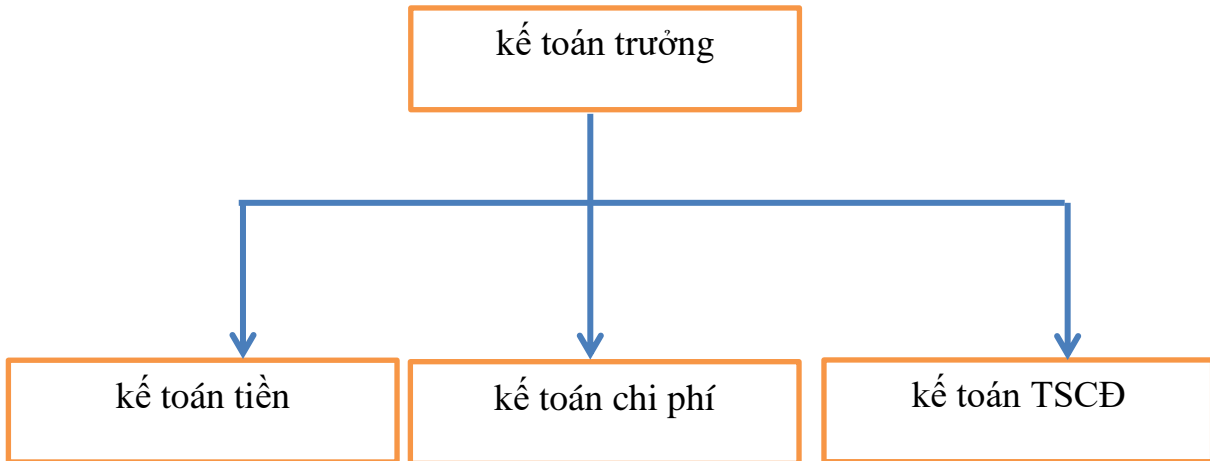 kế toán trưởng
kế toán tiền
kế toán chi phí
kế toán TSCĐ